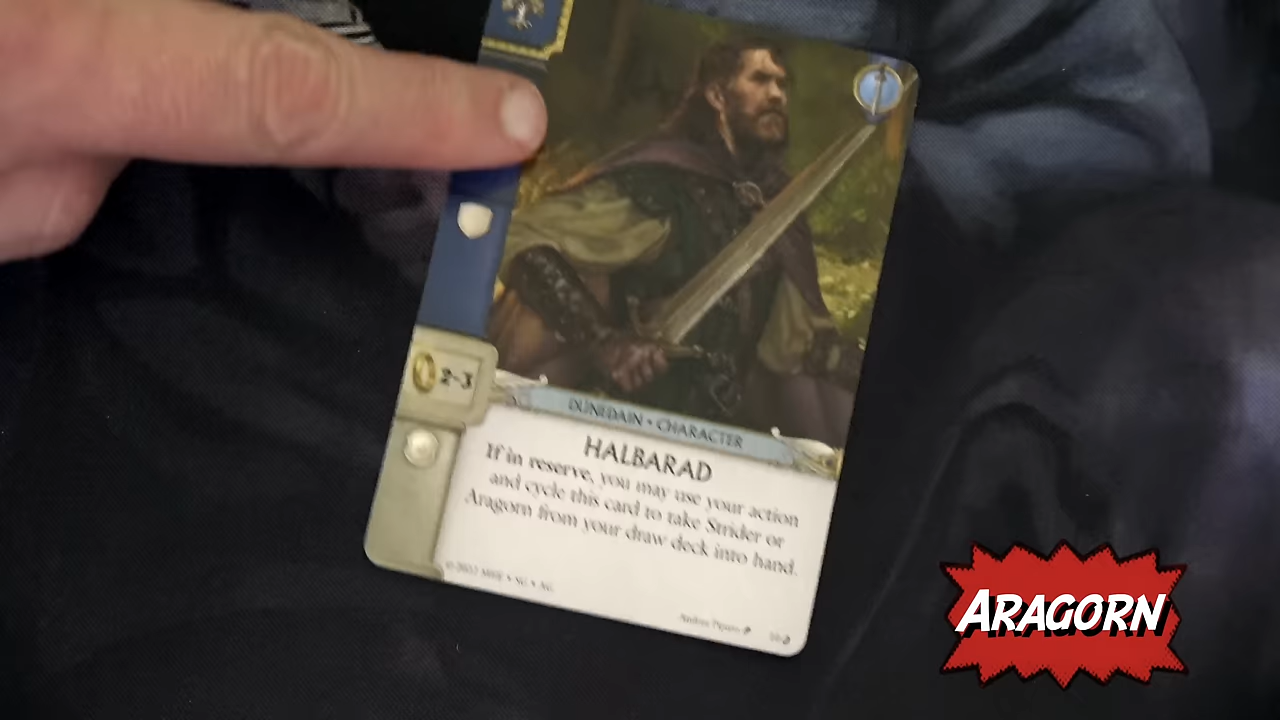 2-3
DÚNEDAIN • CHARACTER
HALBARAD
If in reserve, you may use your action
and cycle this card to take Strider or
Aragorn from your draw deck into hand.
ARAGORN